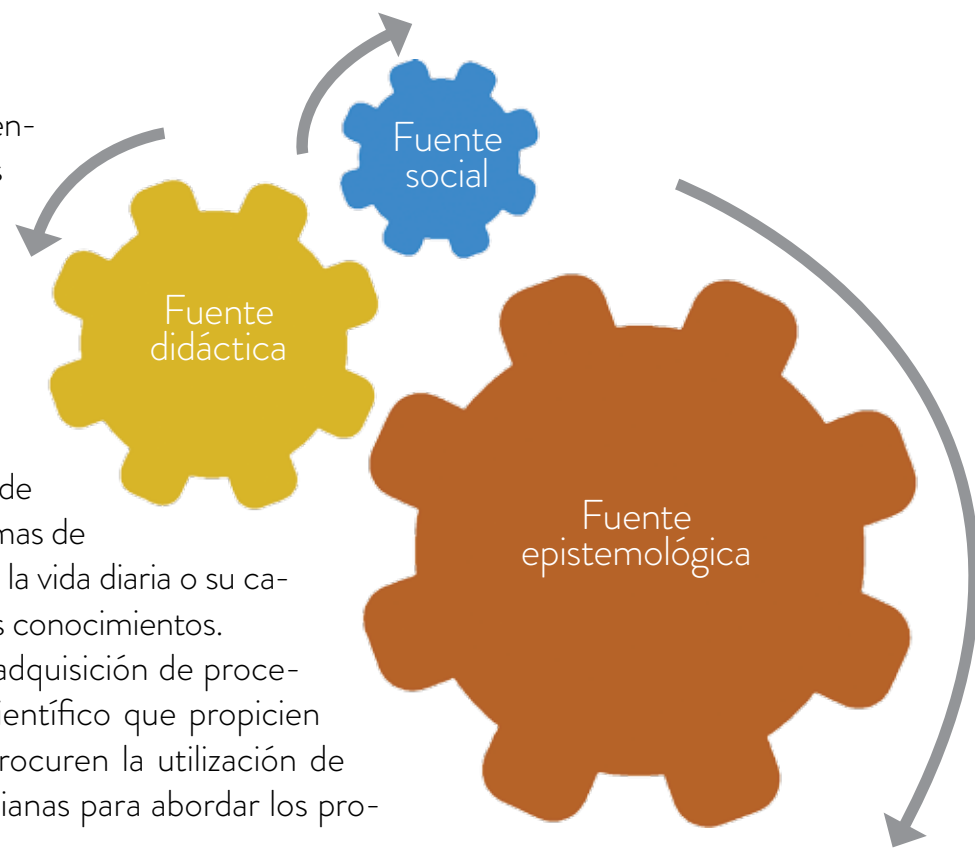 en-
s
Fuente
social
Fuente
didáctica
Fuente
epistemológica
de
mas de
la vida diaria o su ca-
s conocimientos.
adquisición de proce-
ientífico que propicien
rocuren la utilización de
ianas para abordar los pro-